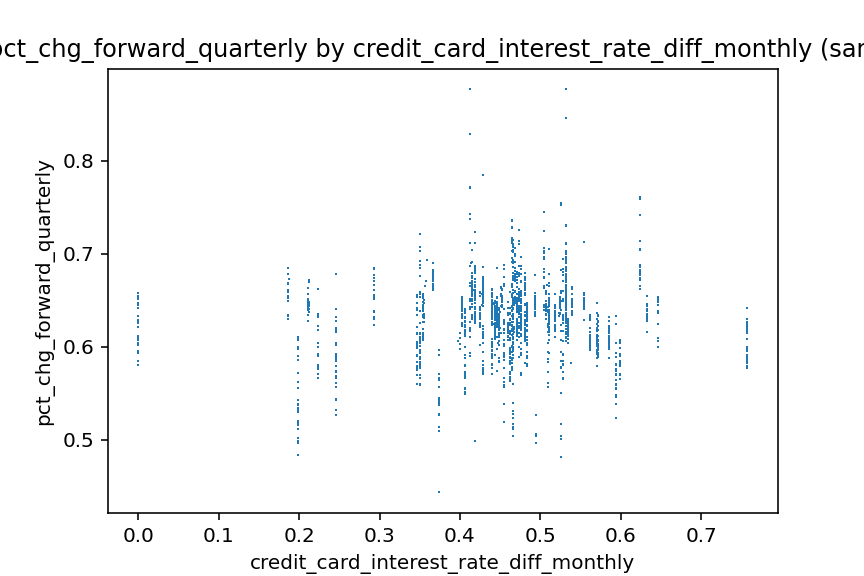 pct_chg_forward_quarterly by credit_card_interest_rate_diff_monthly (sam
0.8
0.7
0.6
0.5
pct_chg_forward_quarterly
0.0 0.1 0.2 0.3 0.4 0.5 0.6 0.7
credit_card_interest_rate_diff_monthly